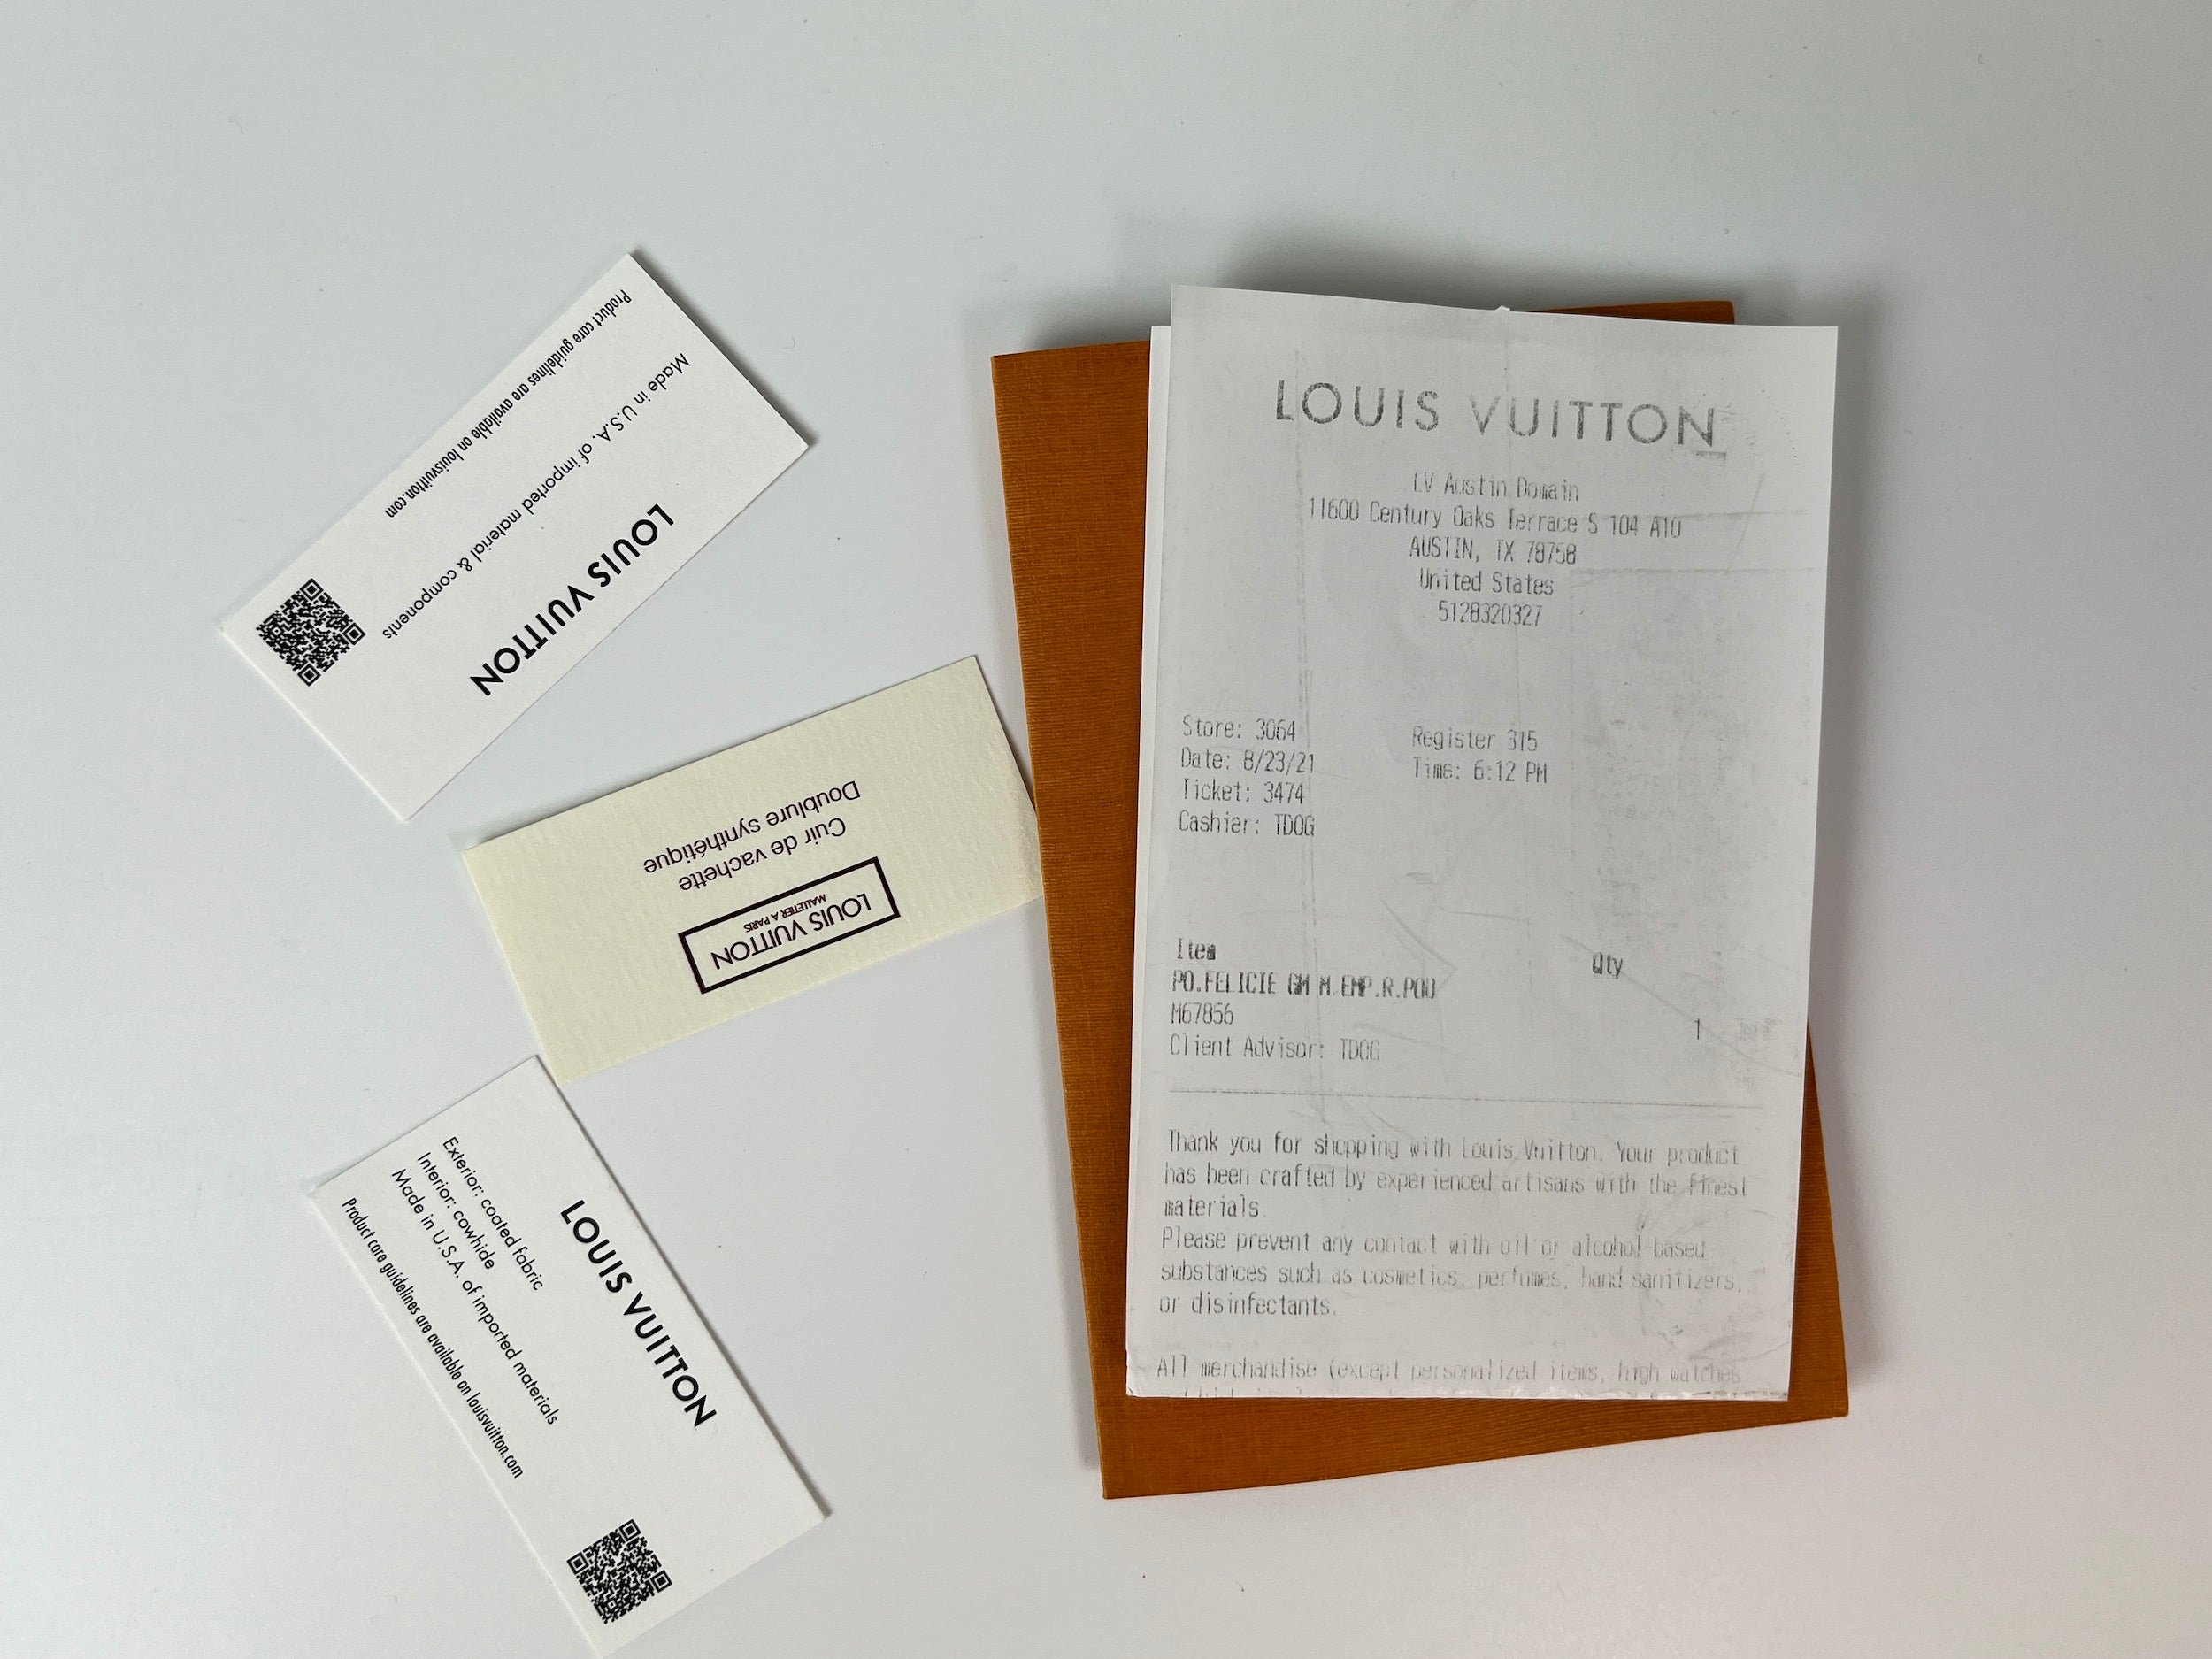 Product care guidelines are available on louisvuitton.com
Made in U.S.A. of imported material & components
LOUIS VUITTON
LOUIS VUITTON
MALLETIER A PARIS
Cuir de vachette
Doublure synthétique
LOUIS VUITTON
Exterior: coated fabric
Interior: cowhide
Made in U.S.A. of imported materials
Product care guidelines are available on louisvuitton.com
LOUIS VUITTON
LV Austin Domain
11600 Century Oaks Terrace S 104 A10
AUSTIN, TX 78758
United States
5128320327
Store: 3064 Register 315
Date: 8/23/21 Time: 6:12 PM
Ticket: 3474
Cashier: TDOG
Item Qty
PO.FELICIE GM M.EMP.R.POU
M67856 1
Client Advisor: TDOG
Thank you for shopping with Louis Vuitton. Your product
has been crafted by experienced artisans with the finest
materials.
Please prevent any contact with oil or alcohol-based
substances such as cosmetics, perfumes, hand sanitizers,
or disinfectants.
All merchandise (except personalized items, high watches